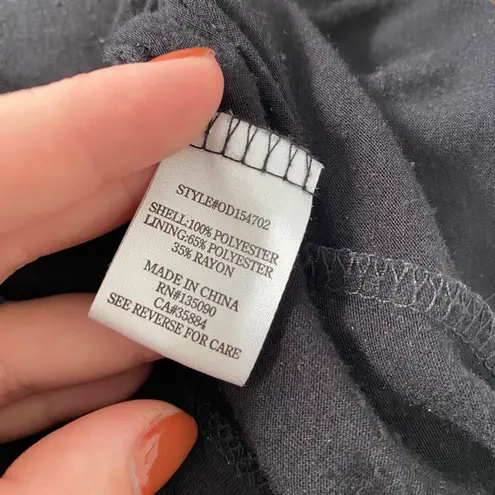 STYLE#OD154702
SHELL:100% POLYESTER
LINING:65% POLYESTER
35% RAYON
MADE IN CHINA
RN#135090
CA#35884
SEE REVERSE FOR CARE